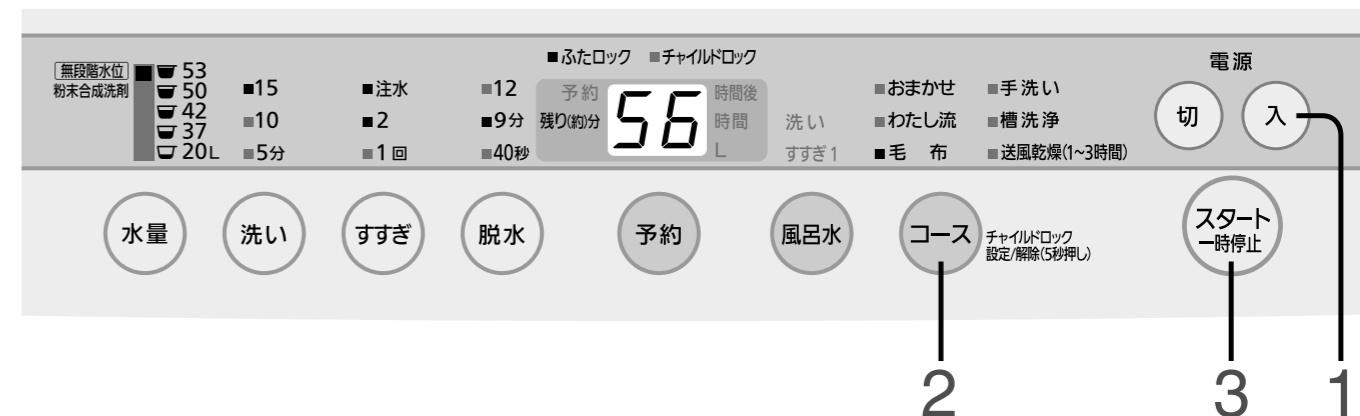 ■ふたロック ■チャイルドロック
電源
無段階水位
粉末合成洗剤
53
50
42
37
20L
■15
■10
■5分
■注水
■2
■1回
■12
■9分
■40秒
予約
残り(約)分
56
時間後
時間
L
洗い
すすぎ1
■おまかせ
■わたし流
■毛 布
■手洗い
■槽洗浄
■送風乾燥(1~3時間)
切
入
水量
洗い
すすぎ
脱水
予約
風呂水
コース
チャイルドロック
設定/解除(5秒押し)
スタート
一時停止
2
3
1